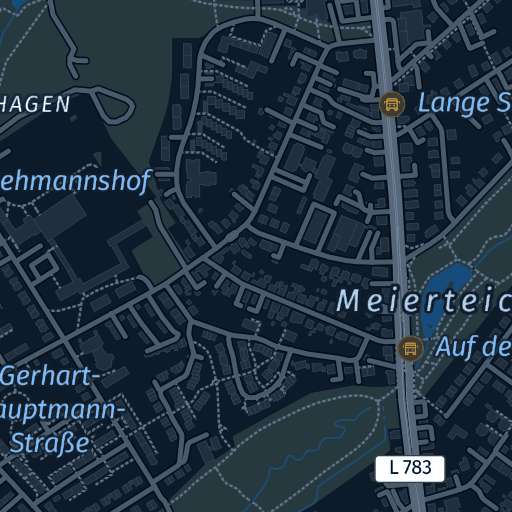 HAGEN
Lange S
ehmannshof
Meierteic
Auf de
Gerhart-
auptmann-
Straße
L 783